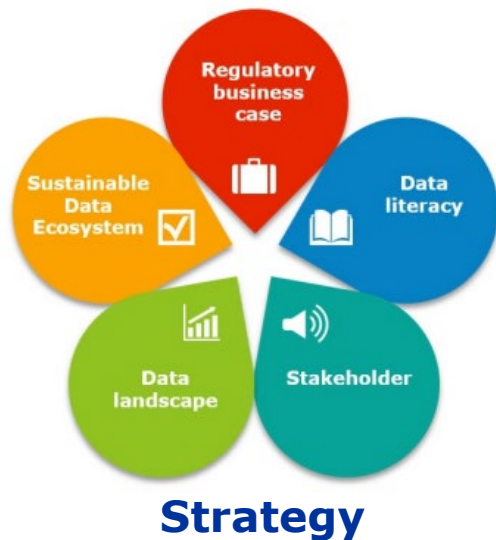 Regulatory
business
case
Sustainable
Data
Ecosystem
Data
literacy
Data
landscape
Stakeholder
Strategy